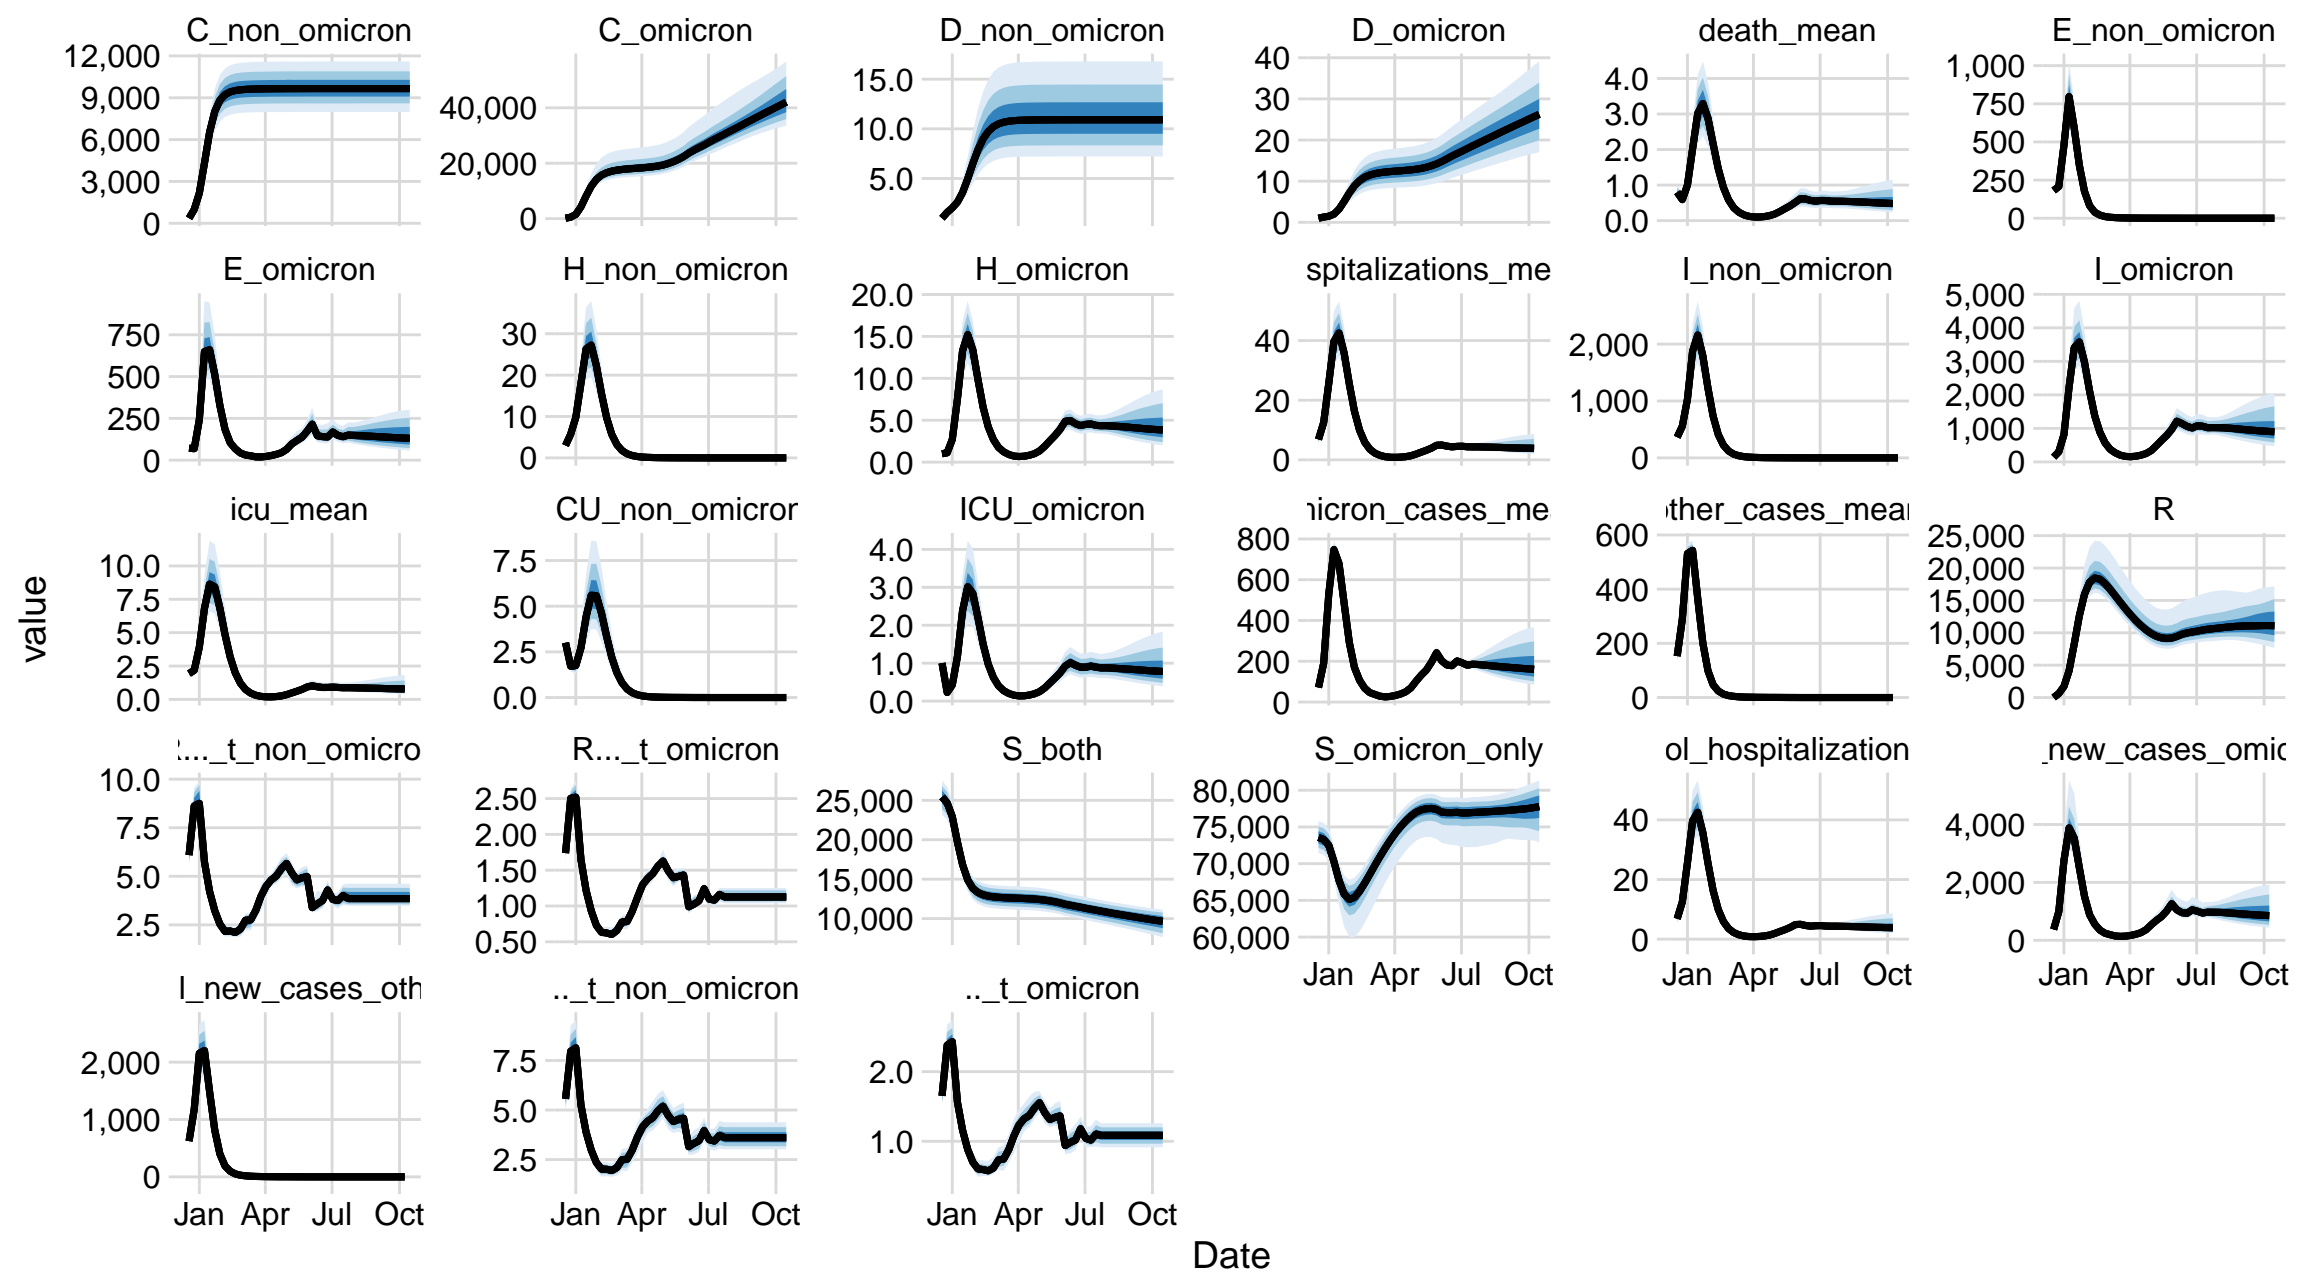 C_non_omicron C_omicron D_non_omicron D_omicron death_mean E_non_omicron
12,000 9,000 6,000 3,000 0
40,000 20,000 0
15.0 10.0 5.0
40 30 20 10 0
4.0 3.0 2.0 1.0 0.0
1,000 750 500 250 0
E_omicron H_non_omicron H_omicron spitalizations_me I_non_omicron I_omicron
750 500 250 0
30 20 10 0
20.0 15.0 10.0 5.0 0.0
40 20 0
2,000 1,000 0
5,000 4,000 3,000 2,000 1,000 0
icu_mean CU_non_omicron ICU_omicron nicron_cases_me other_cases_mea R
10.0 7.5 5.0 2.5 0.0
7.5 5.0 2.5 0.0
4.0 3.0 2.0 1.0 0.0
800 600 400 200 0
600 400 200 0
25,000 20,000 15,000 10,000 5,000 0
value
R..._t_non_omicro R..._t_omicron S_both S_omicron_only ol_hospitalization _new_cases_omic
10.0 7.5 5.0 2.5
2.50 2.00 1.50 1.00 0.50
25,000 20,000 15,000 10,000
80,000 75,000 70,000 65,000 60,000
40 20 0
4,000 2,000 0
Jan Apr Jul Oct Jan Apr Jul Oct Jan Apr Jul Oct
l_new_cases_oth .._t_non_omicron .._t_omicron
2,000 1,000 0
7.5 5.0 2.5
2.0 1.0
Jan Apr Jul Oct Jan Apr Jul Oct Jan Apr Jul Oct
Date